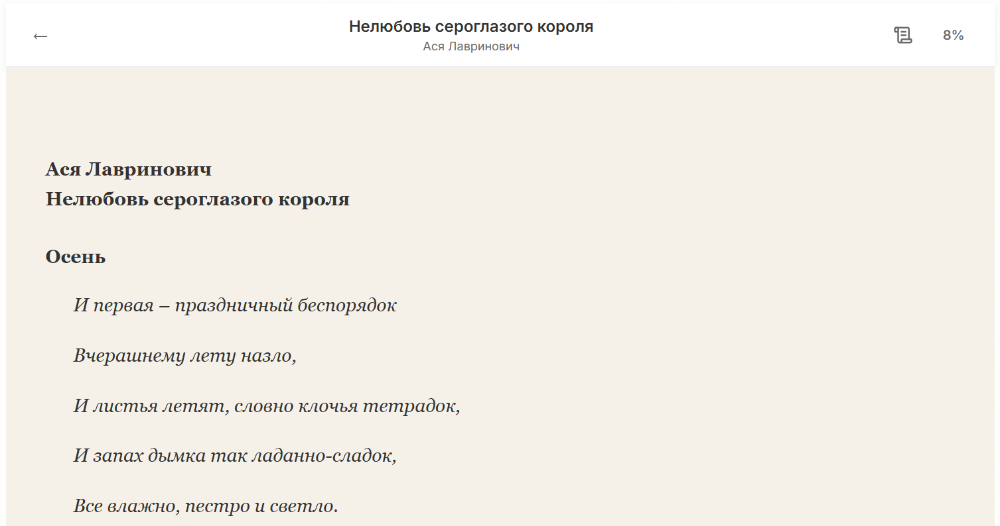 Нелюбовь сероглазого короля
Ася Лавринович
8%
Ася Лавринович
Нелюбовь сероглазого короля
Осень
И первая – праздничный беспорядок
Вчерашнему лету назло,
И листья летят, словно клочья тетрадок,
И запах дымка так ладанно-сладок,
Все влажно, пестро и светло.